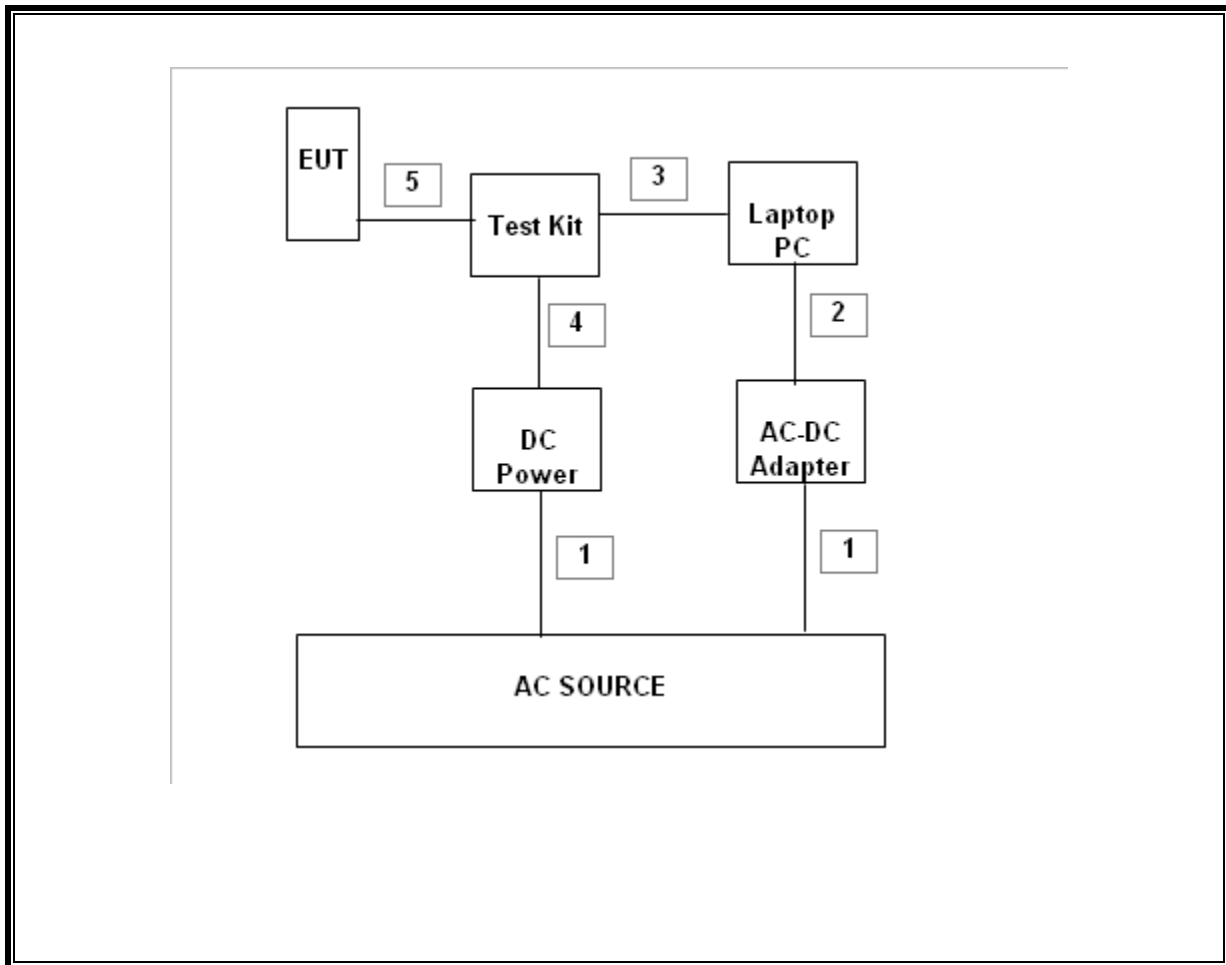 EUT
5
Test Kit
3
Laptop
PC
4
2
DC
Power
AC-DC
Adapter
1
1
AC SOURCE